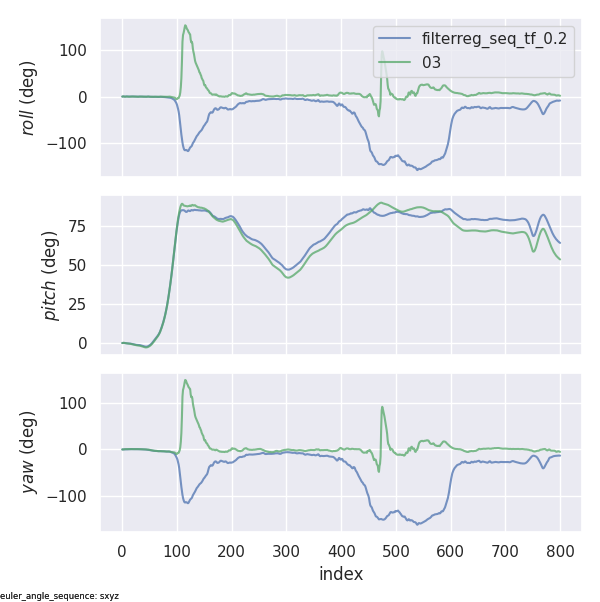 roll (deg)
100
0
−100
filterreg_seq_tf_0.2
03
pitch (deg)
75
50
25
0
yaw (deg)
100
0
−100
0 100 200 300 400 500 600 700 800
index
euler_angle_sequence: sxyz